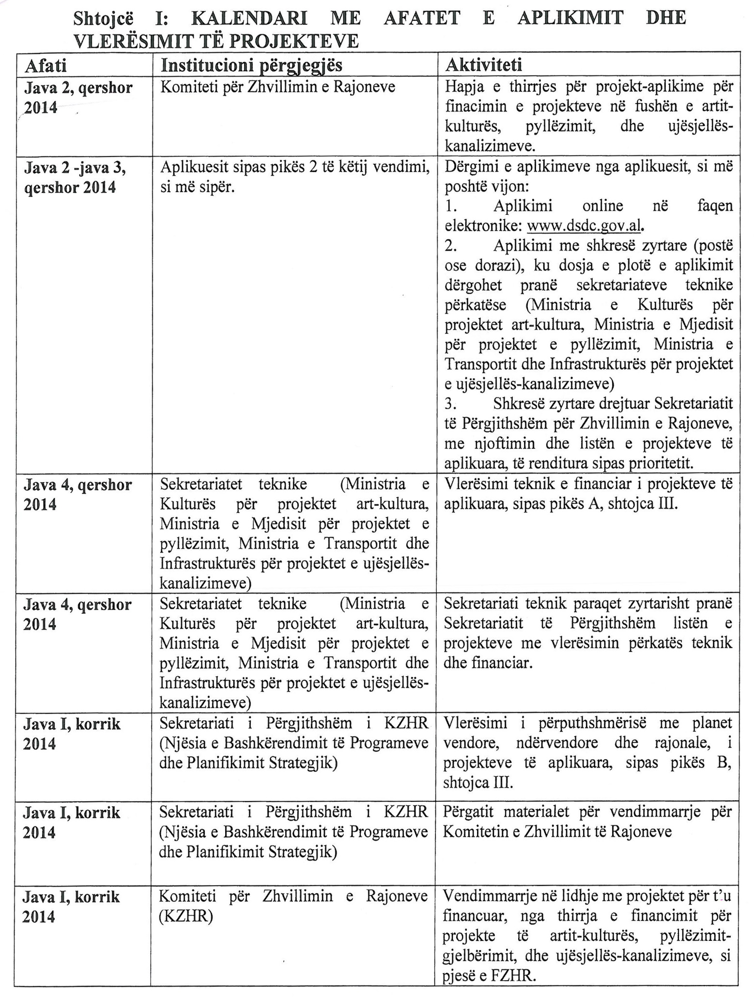 Shtojcë I: KALENDARI ME AFATET E APLIKIMIT DHE
VLERËSIMIT TË PROJEKTEVE
Afati
Institucioni përgjegjës
Aktiviteti
Java 2, qershor
2014
Komiteti për Zhvillimin e Rajoneve
Hapja e thirrjes për projekt-aplikime për
finacimin e projekteve në fushën e artit-
kulturës, pyllëzimit, dhe ujësjellës-
kanalizimeve.
Java 2 -java 3,
qershor 2014
Aplikuesit sipas pikës 2 të këtij vendimi,
si më sipër.
Dërgimi e aplikimeve nga aplikuesit, si më
poshtë vijon:
1. Aplikimi online në faqen
elektronike: www.dsdc.gov.al.
2. Aplikimi me shkresë zyrtare (postë
ose dorazi), ku dosja e plotë e aplikimit
dërgohet pranë sekretariateve teknike
përkatëse (Ministria e Kulturës për
projektet art-kultura, Ministria e Mjedisit
për projektet e pyllëzimit, Ministria e
Transportit dhe Infrastrukturës për projektet
e ujësjellës-kanalizimeve)
3. Shkresë zyrtare drejtuar Sekretariatit
të Përgjithshëm për Zhvillimin e Rajoneve,
me njoftimin dhe listën e projekteve të
aplikuara, të renditura sipas prioritetit.
Java 4, qershor
2014
Sekretariatet teknike (Ministria e
Kulturës për projektet art-kultura,
Ministria e Mjedisit për projektet e
pyllëzimit, Ministria e Transportit dhe
Infrastrukturës për projektet e ujësjellës-
kanalizimeve)
Vlerësimi teknik e financiar i projekteve të
aplikuara, sipas pikës A, shtojca III.
Java 4, qershor
2014
Sekretariatet teknike (Ministria e
Kulturës për projektet art-kultura,
Ministria e Mjedisit për projektet e
pyllëzimit, Ministria e Transportit dhe
Infrastrukturës për projektet e ujësjellës-
kanalizimeve)
Sekretariati teknik paraqet zyrtarisht pranë
Sekretariatit të Përgjithshëm listën e
projekteve me vlerësimin përkatës teknik
dhe financiar.
Java I, korrik
2014
Sekretariati i Përgjithshëm i KZHR
(Njësia e Bashkërendimit të Programeve
dhe Planifikimit Strategjik)
Vlerësimi i përputhshmërisë me planet
vendore, ndërvendore dhe rajonale, i
projekteve të aplikuara, sipas pikës B,
shtojca III.
Java I, korrik
2014
Sekretariati i Përgjithshëm i KZHR
(Njësia e Bashkërendimit të Programeve
dhe Planifikimit Strategjik)
Përgatit materialet për vendimmarrje për
Komitetin e Zhvillimit të Rajoneve
Java I, korrik
2014
Komiteti për Zhvillimin e Rajoneve
(KZHR)
Vendimmarrje në lidhje me projektet për t’u
financuar, nga thirrja e financimit për
projekte të artit-kulturës, pyllëzimit-
gjelbërimit, dhe ujësjellës-kanalizimeve, si
pjesë e FZHR.